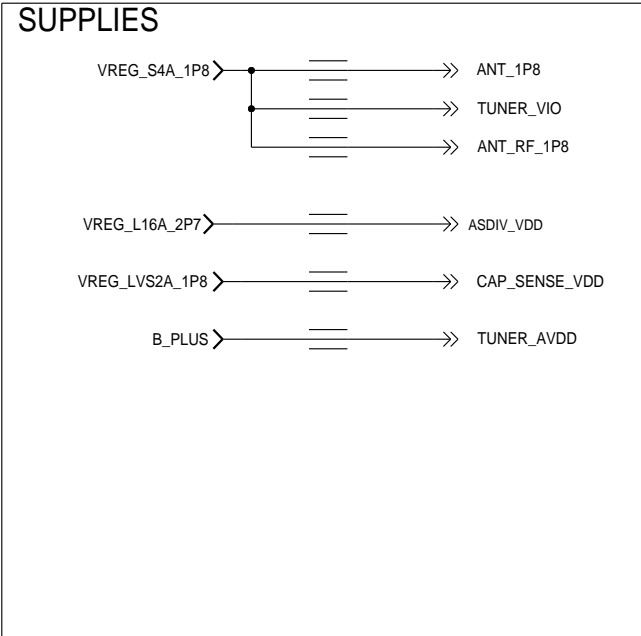 SUPPLIES
VREG_S4A_1P8 ANT_1P8
TUNER_VIO
ANT_RF_1P8
VREG_L16A_2P7 ASDIV_VDD
VREG_LVS2A_1P8 CAP_SENSE_VDD
B_PLUS TUNER_AVDD